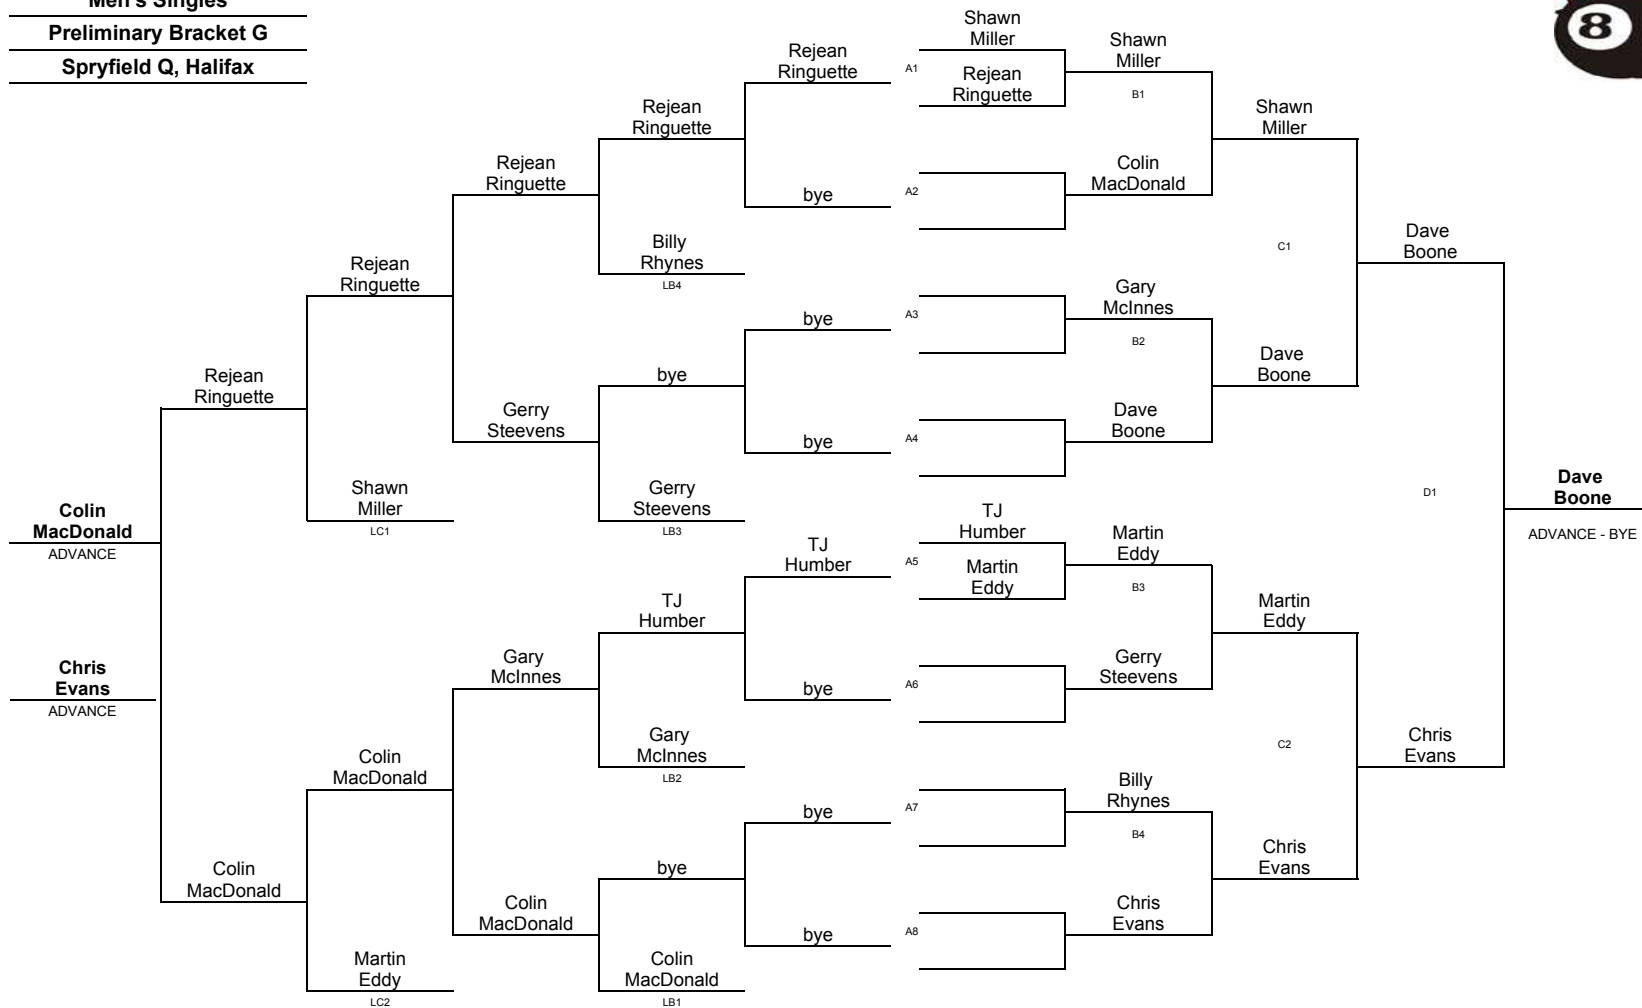 Men's Singles
Preliminary Bracket G
Spryfield Q, Halifax
8
Colin
MacDonald
ADVANCE
Chris
Evans
ADVANCE
Rejean
Ringuette
Colin
MacDonald
Rejean
Ringuette
Shawn
Miller
LC1
Colin
MacDonald
Martin
Eddy
LC2
Rejean
Ringuette
Gerry
Steevens
Gary
McInnes
Colin
MacDonald
Rejean
Ringuette
Billy
Rhynes
LB4
bye
Gerry
Steevens
LB3
TJ
Humber
Gary
McInnes
LB2
bye
Colin
MacDonald
LB1
Rejean
Ringuette
bye
bye
bye
TJ
Humber
bye
bye
bye
A1
A2
A3
A4
A5
A6
A7
A8
Shawn
Miller
Rejean
Ringuette
TJ
Humber
Martin
Eddy
Shawn
Miller
B1
Colin
MacDonald
Gary
McInnes
B2
Dave
Boone
Martin
Eddy
B3
Gerry
Steevens
Billy
Rhynes
B4
Chris
Evans
Shawn
Miller
C1
Dave
Boone
Martin
Eddy
C2
Chris
Evans
Dave
Boone
D1
Chris
Evans
Dave
Boone
ADVANCE - BYE